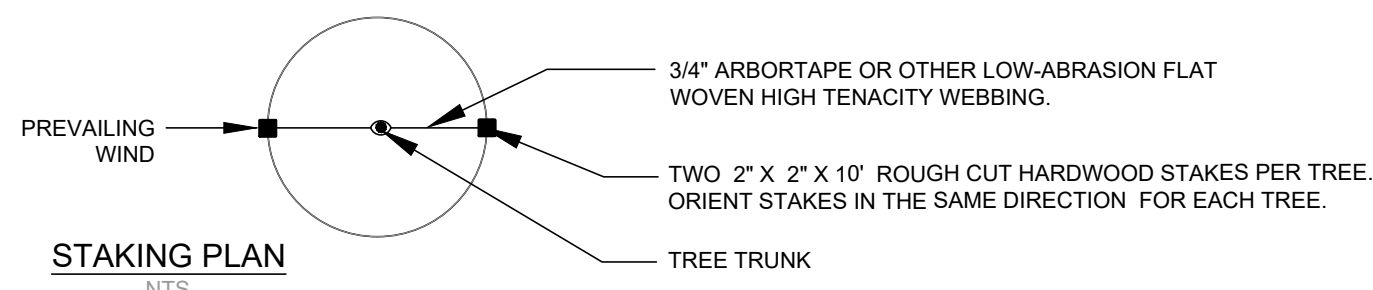 3/4" ARBORTAPE OR OTHER LOW-ABRASION FLAT
WOVEN HIGH TENACITY WEBBING.
PREVAILING
WIND
TWO 2" X 2" X 10' ROUGH CUT HARDWOOD STAKES PER TREE.
ORIENT STAKES IN THE SAME DIRECTION FOR EACH TREE.
TREE TRUNK
STAKING PLAN
NTS